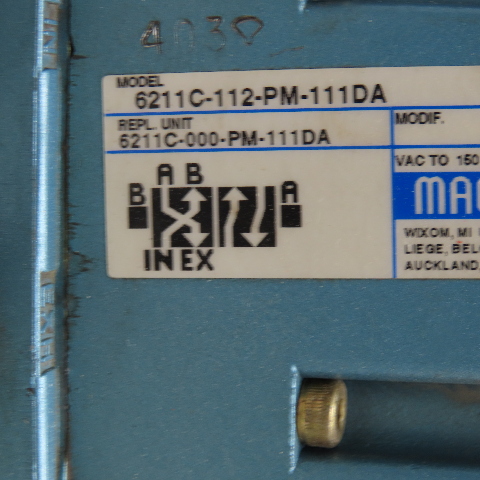 4030
MODEL
6211C-112-PM-111DA
REPL. UNIT
6211C-000-PM-111DA
MODIF.
VAC TO 150
A B
B A
IN EX
MAC
WIXOM, MI
LIEGE, BEL
AUCKLAND,